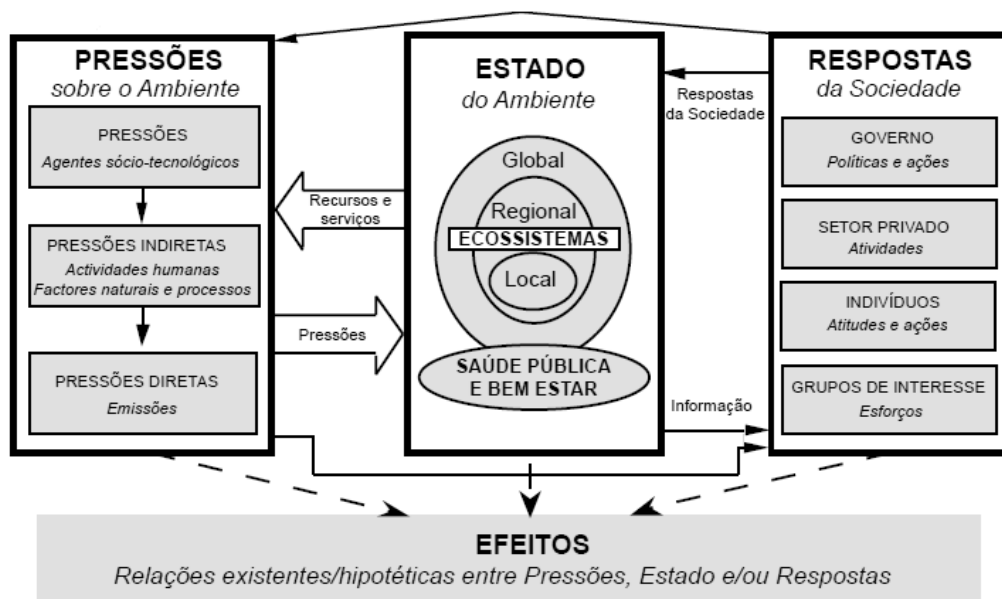 PRESSÕES
sobre o Ambiente
PRESSÕES
Agentes sócio-tecnológicos
PRESSÕES INDIRETAS
Actividades humanas
Factores naturais e processos
PRESSÕES DIRETAS
Emissões
Recursos e
serviços
Pressões
ESTADO
do Ambiente
Global
Regional
ECOSSISTEMAS
Local
SAÚDE PÚBLICA
E BEM ESTAR
Respostas
da Sociedade
Informação
RESPOSTAS
da Sociedade
GOVERNO
Políticas e ações
SETOR PRIVADO
Atividades
INDIVÍDUOS
Atitudes e ações
GRUPOS DE INTERESSE
Esforços
EFEITOS
Relações existentes/hipotéticas entre Pressões, Estado e/ou Respostas